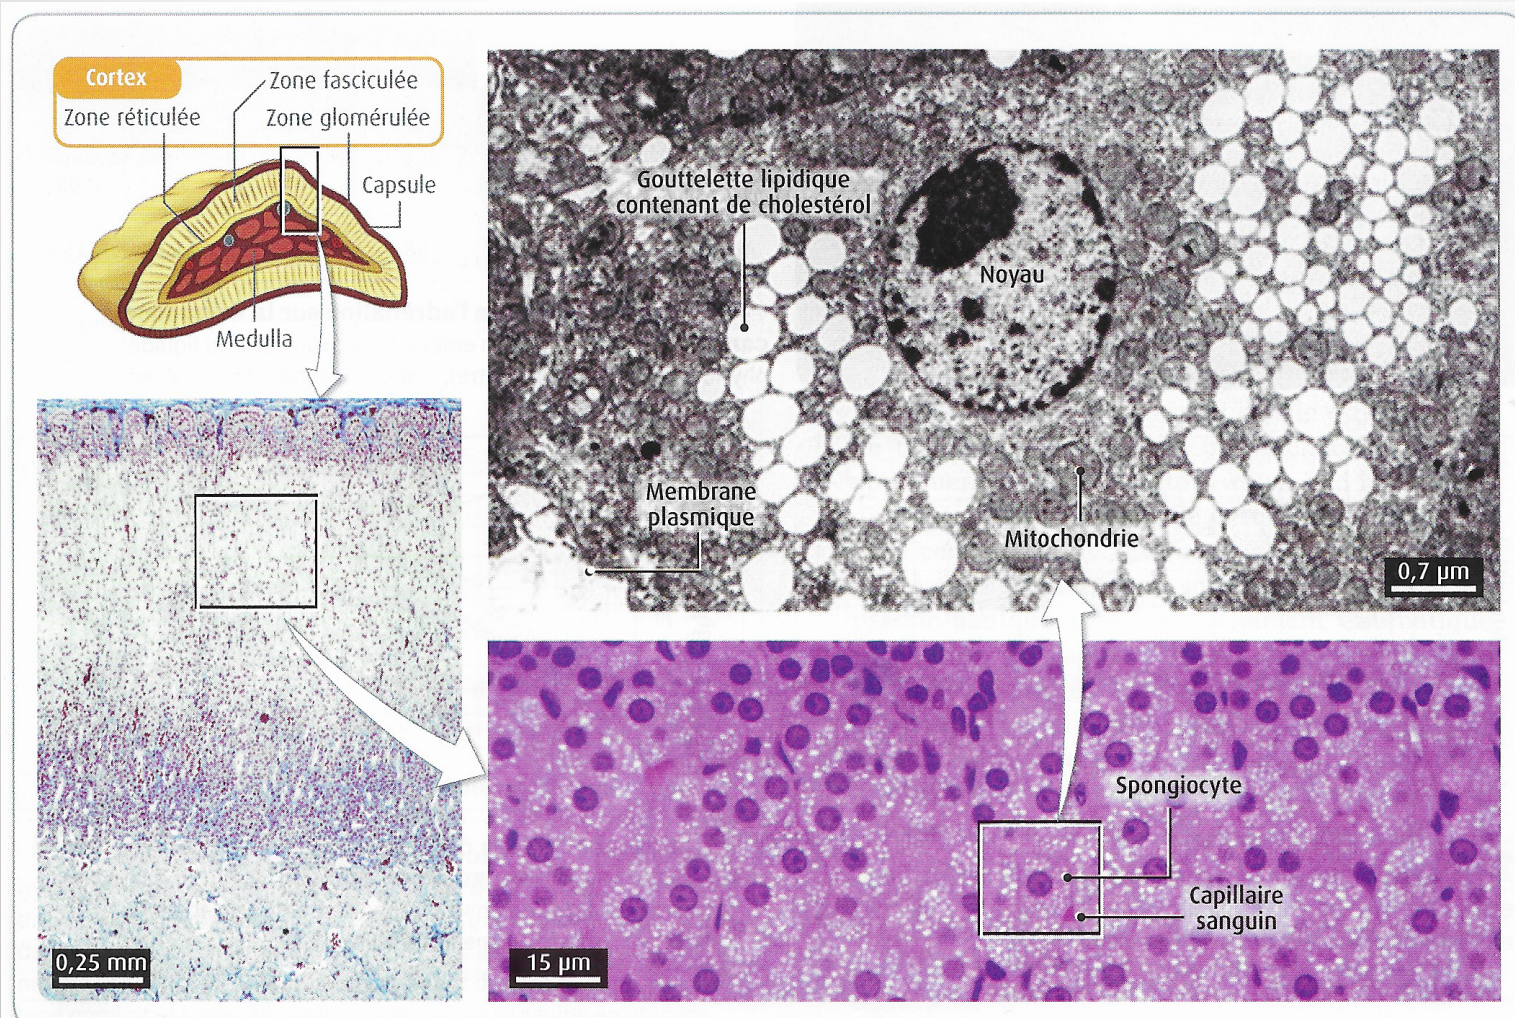 Cortex
Zone fasciculée
Zone réticulée
Zone glomérulée
Capsule
Medulla
Gouttelette lipidique
contenant de cholestérol
Noyau
Membrane
plasmique
Mitochondrie
0,7 µm
0,25 mm
Spongiocyte
Capillaire
sanguin
15 µm